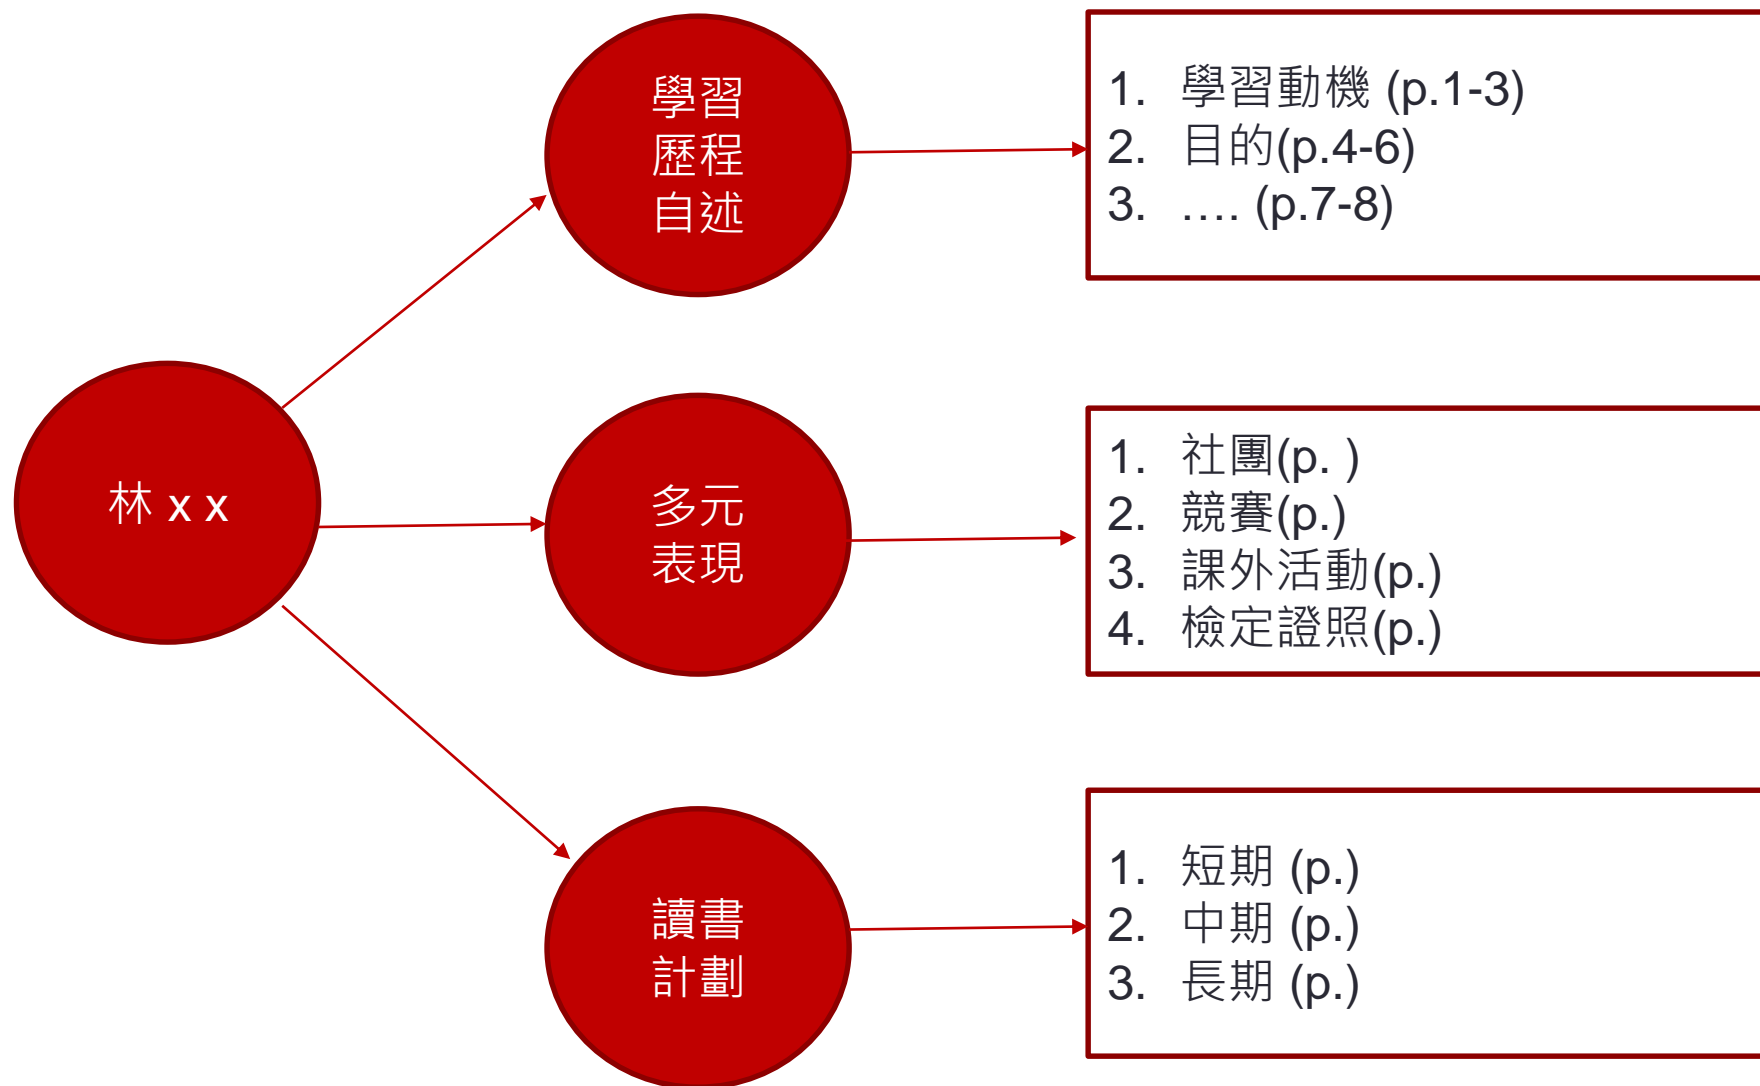 林 x x
學習
歷程
自述
1. 學習動機 (p.1-3)
2. 目的(p.4-6)
3. .... (p.7-8)
多元
表現
1. 社團(p. )
2. 競賽(p.)
3. 課外活動(p.)
4. 檢定證照(p.)
讀書
計劃
1. 短期 (p.)
2. 中期 (p.)
3. 長期 (p.)